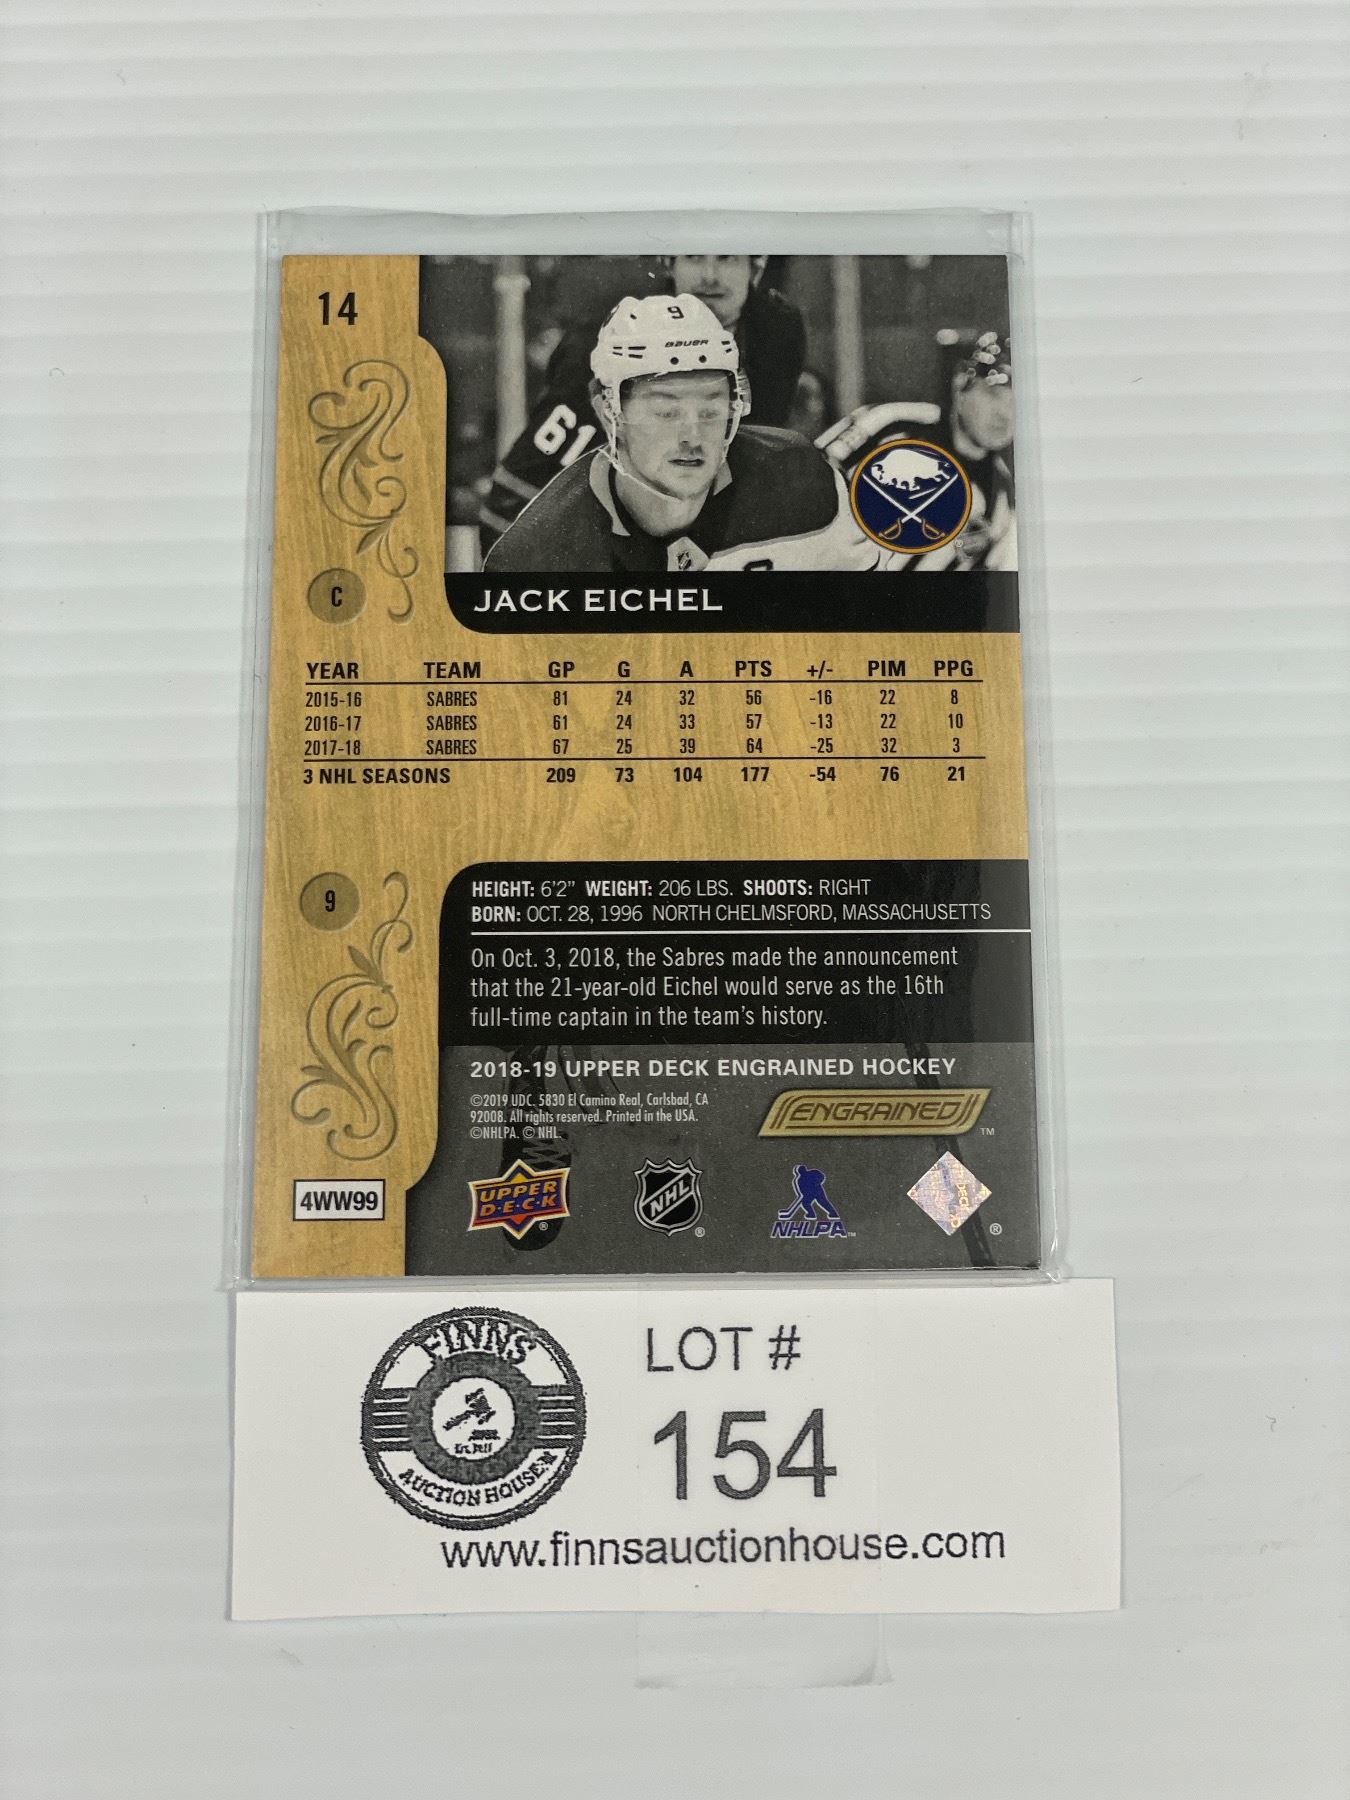 14
9
BAUER
61
C
JACK EICHEL
YEAR TEAM GP G A PTS +/- PIM PPG
2015-16 SABRES 81 24 32 56 -16 22 8
2016-17 SABRES 61 24 33 57 -13 22 10
2017-18 SABRES 67 25 39 64 -25 32 3
3 NHL SEASONS 209 73 104 177 -54 76 21
9
HEIGHT: 6'2" WEIGHT: 206 LBS. SHOOTS: RIGHT
BORN: OCT. 28, 1996 NORTH CHELMSFORD, MASSACHUSETTS
On Oct. 3, 2018, the Sabres made the announcement
that the 21-year-old Eichel would serve as the 16th
full-time captain in the team's history.
2018-19 UPPER DECK ENGRAINED HOCKEY
©2019 UDC. 5830 El Camino Real, Carlsbad, CA
92008. All rights reserved. Printed in the USA.
©NHLPA. © NHL.
ENGRAINED ™
4WW99
UPPER
D·E·C·K ®
NHL ®
NHLPA ™
®
FINNS
AUCTION HOUSE
LOT #
154
www.finnsauctionhouse.com